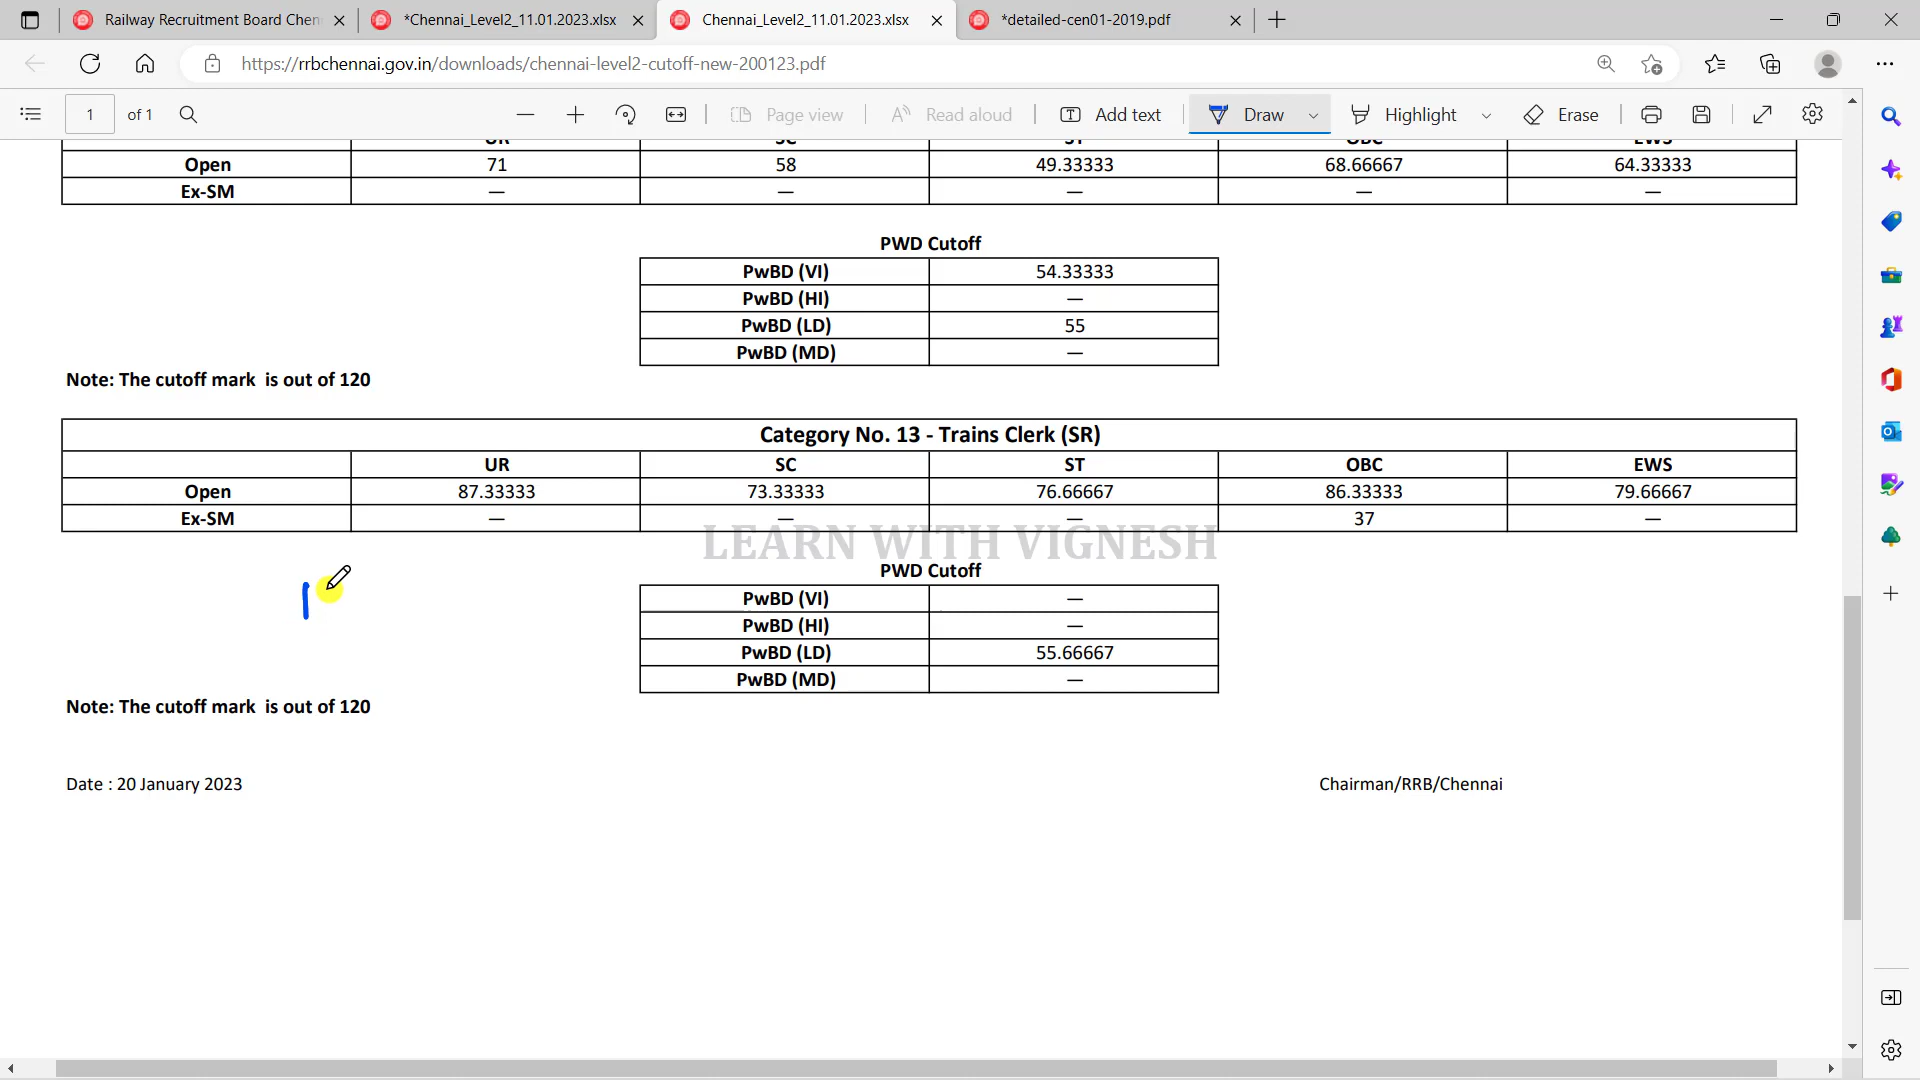 Railway Recruitment Board Chen
*Chennai_Level2_11.01.2023.xlsx
Chennai_Level2_11.01.2023.xlsx
*detailed-cen01-2019.pdf
https://rrbchennai.gov.in/downloads/chennai-level2-cutoff-new-200123.pdf
1 of 1 Page view Read aloud Add text Draw Highlight Erase
UR SC ST OBC EWS
Open 71 58 49.33333 68.66667 64.33333
Ex-SM — — — — —
PWD Cutoff
PwBD (VI) 54.33333
PwBD (HI) —
PwBD (LD) 55
PwBD (MD) —
Note: The cutoff mark is out of 120
Category No. 13 - Trains Clerk (SR)
UR SC ST OBC EWS
Open 87.33333 73.33333 76.66667 86.33333 79.66667
Ex-SM — — — 37 —
LEARN WITH VIGNESH
PWD Cutoff
PwBD (VI) —
PwBD (HI) —
PwBD (LD) 55.66667
PwBD (MD) —
Note: The cutoff mark is out of 120
Date : 20 January 2023 Chairman/RRB/Chennai